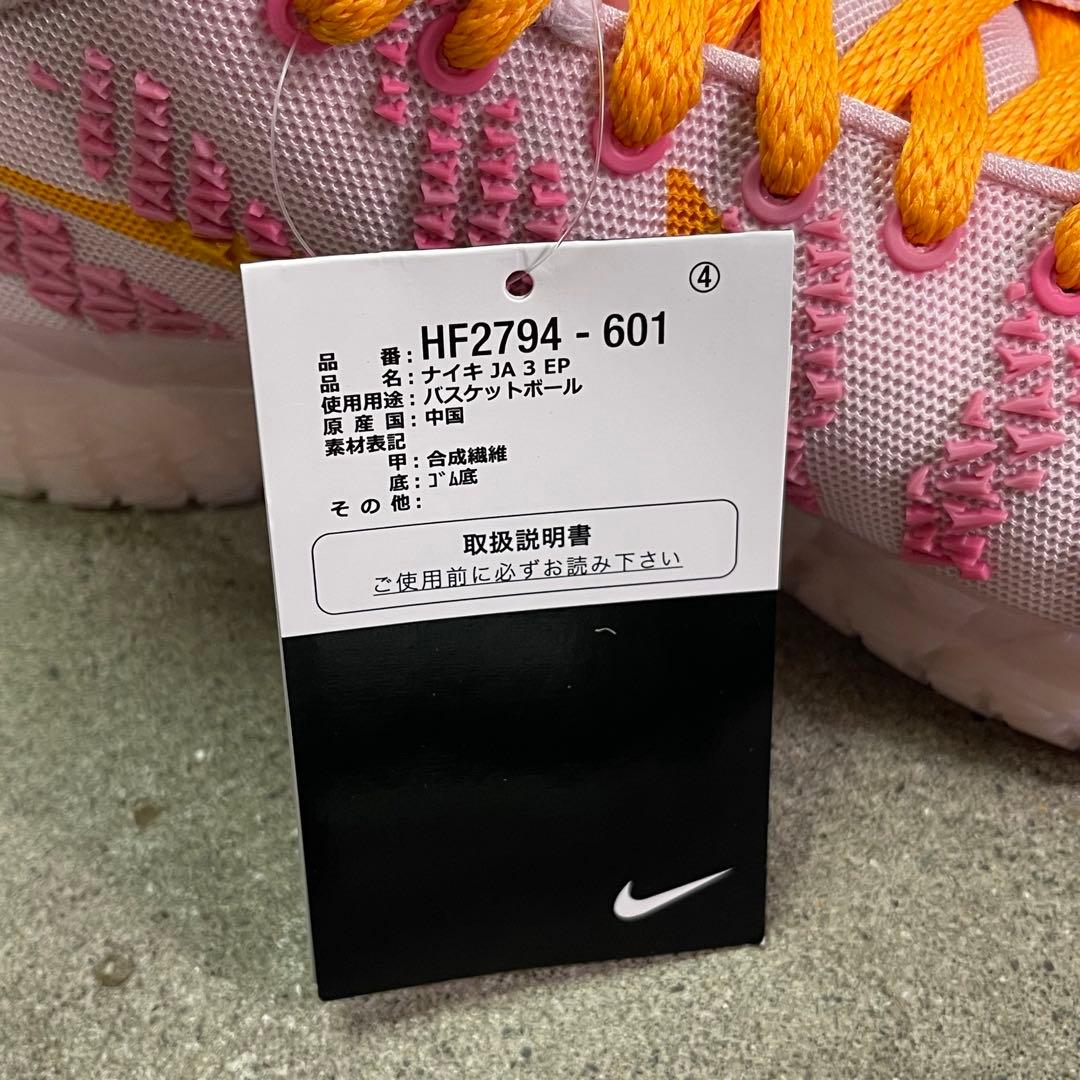 ④
品 番:HF2794 - 601
品 名:ナイキ JA 3 EP
使用用途:バスケットボール
原 産 国:中国
素材表記
甲:合成繊維
底:ｺﾞﾑ底
そ の 他:
取扱説明書
ご使用前に必ずお読み下さい